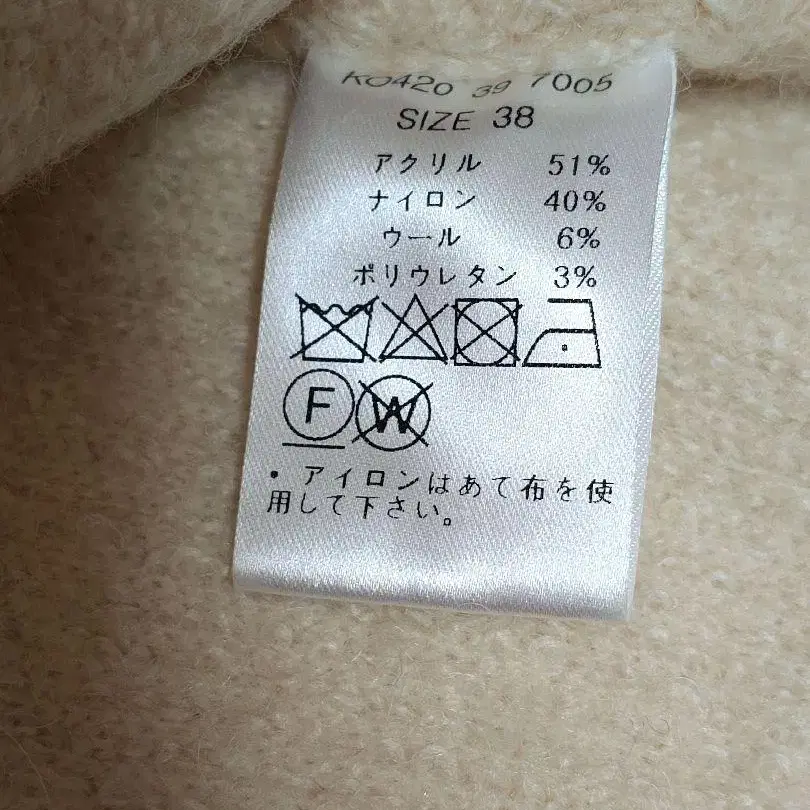 KO420 39 7005
SIZE 38
アクリル 51%
ナイロン 40%
ウール 6%
ポリウレタン 3%
F W
• アイロンはあて布を使
用して下さい。